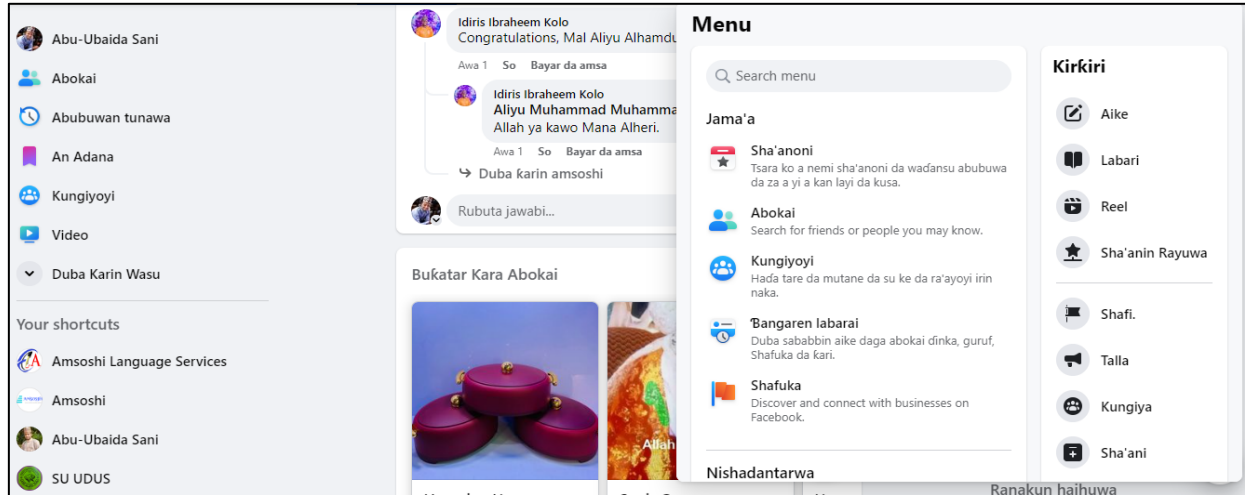 Abu-Ubaida Sani
Abokai
Abubuwan tunawa
An Adana
Kungiyoyi
Video
Duba Karin Wasu
Your shortcuts
Amsoshi Language Services
Amsoshi
Abu-Ubaida Sani
SU UDUS
Idiris Ibraheem Kolo
Congratulations, Mal Aliyu Alhamdu
Awa 1 So Bayar da amsa
Idiris Ibraheem Kolo
Aliyu Muhammad Muhamma
Allah ya kawo Mana Alheri.
Awa 1 So Bayar da amsa
Duba ƙarin amsoshi
Rubuta jawabi...
Buƙatar Kara Abokai
Allah
Menu
Search menu
Jama'a
Sha'anoni
Tsara ko a nemi sha'anoni da waɗansu abubuwa
da za a yi a kan layi da kusa.
Abokai
Search for friends or people you may know.
Kungiyoyi
Haɗa tare da mutane da su ke da ra'ayoyi irin
naka.
Ɓangaren labarai
Duba sababbin aike daga abokai ɗinka, guruf,
Shafuka da ƙari.
Shafuka
Discover and connect with businesses on
Facebook.
Nishadantarwa
Kirƙiri
Aike
Labari
Reel
Sha'anin Rayuwa
Shafi.
Talla
Kungiya
Sha'ani
Ranakun haihuwa